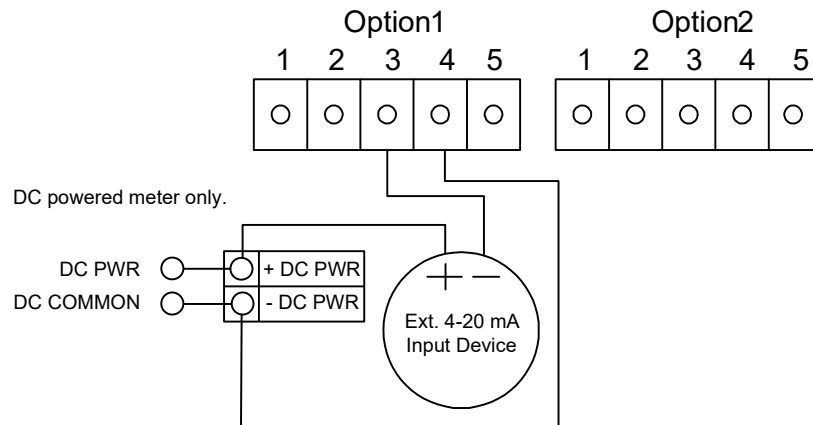 Option1 Option2
1 2 3 4 5 1 2 3 4 5
DC powered meter only.
DC PWR + DC PWR
DC COMMON - DC PWR
+ −
Ext. 4-20 mA
Input Device